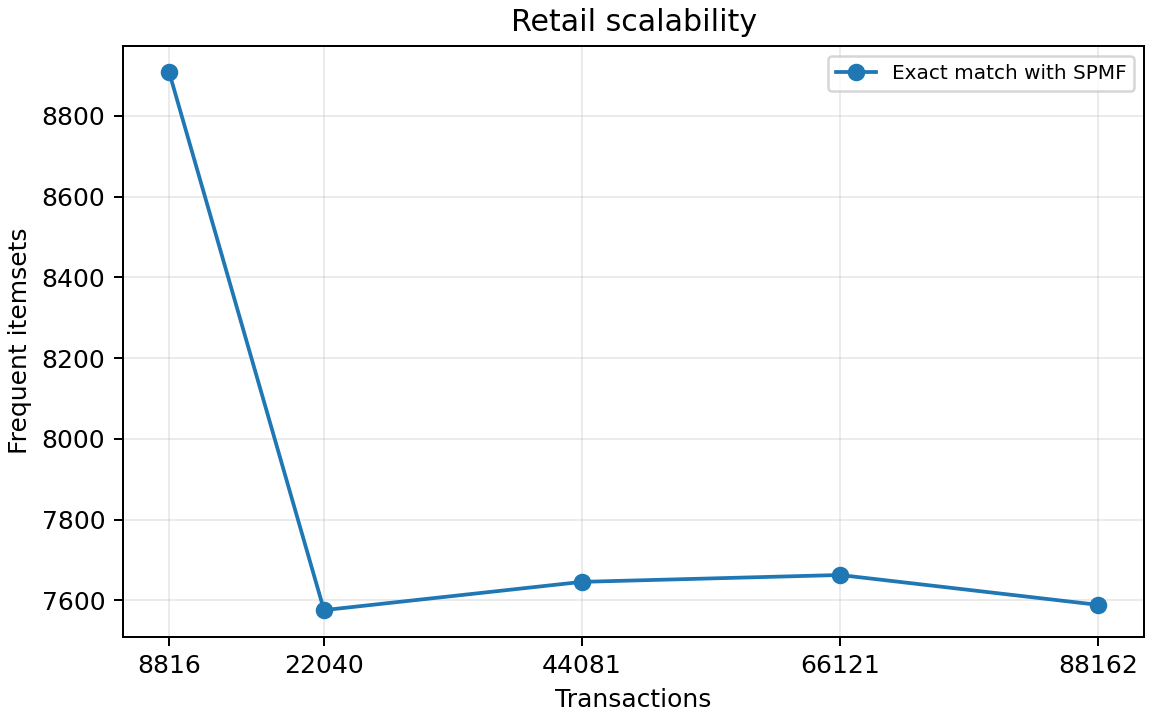 Retail scalability
Exact match with SPMF
8800
8600
8400
8200
8000
7800
7600
Frequent itemsets
8816 22040 44081 66121 88162
Transactions